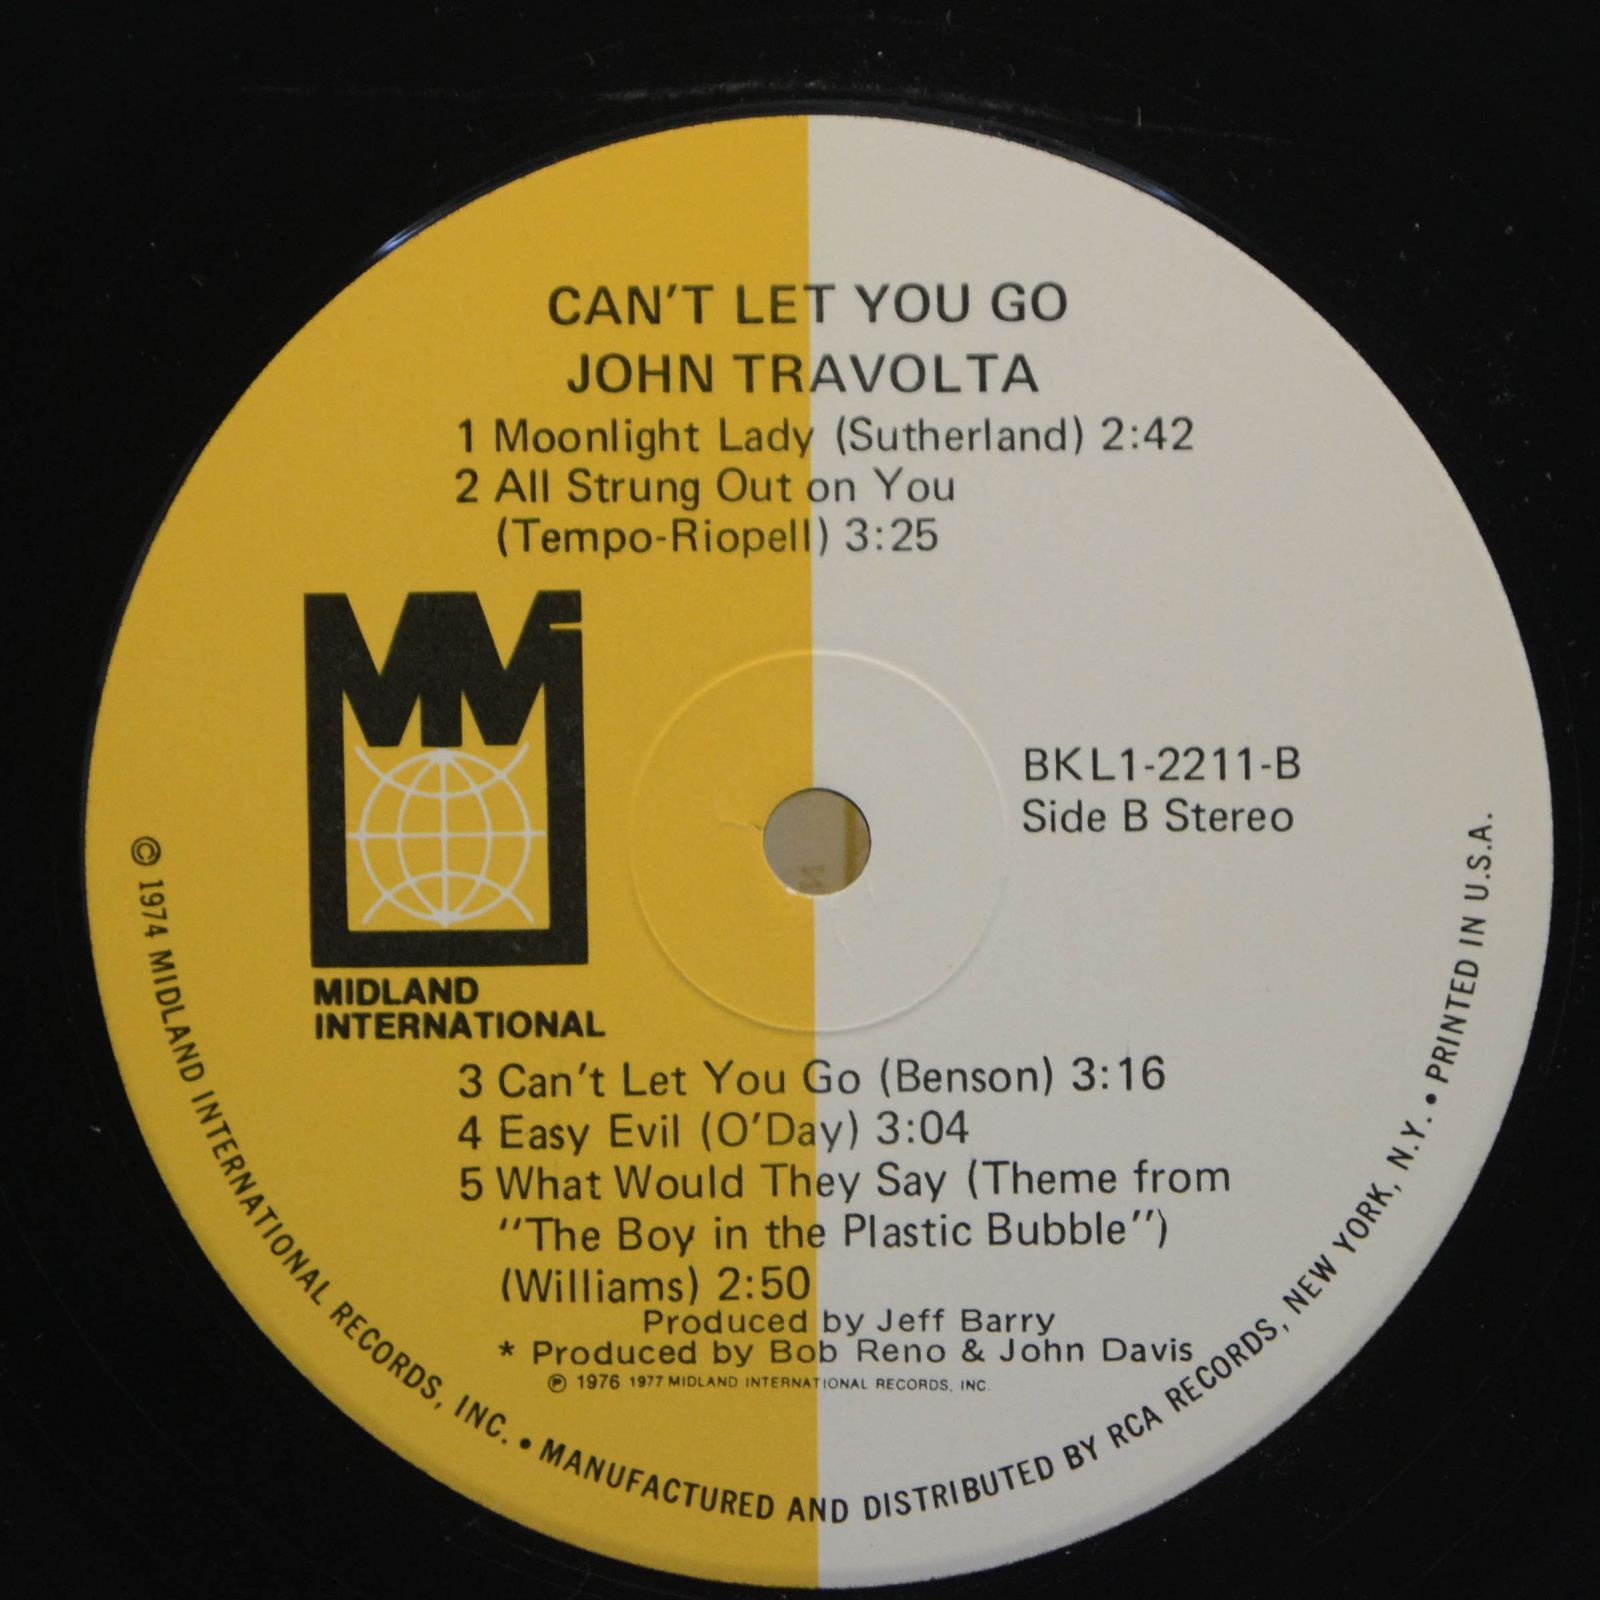 CAN'T LET YOU GO
JOHN TRAVOLTA
1 Moonlight Lady (Sutherland) 2:42
2 All Strung Out on You
(Tempo-Riopell) 3:25
BKL1-2211-B
Side B Stereo
MIDLAND
INTERNATIONAL
3 Can't Let You Go (Benson) 3:16
4 Easy Evil (O'Day) 3:04
5 What Would They Say (Theme from
"The Boy in the Plastic Bubble")
(Williams) 2:50
Produced by Jeff Barry
* Produced by Bob Reno & John Davis
℗ 1976 1977 MIDLAND INTERNATIONAL RECORDS, INC.
© 1974 MIDLAND INTERNATIONAL RECORDS, INC. • MANUFACTURED AND DISTRIBUTED BY RCA RECORDS, NEW YORK, N.Y. • PRINTED IN U.S.A.